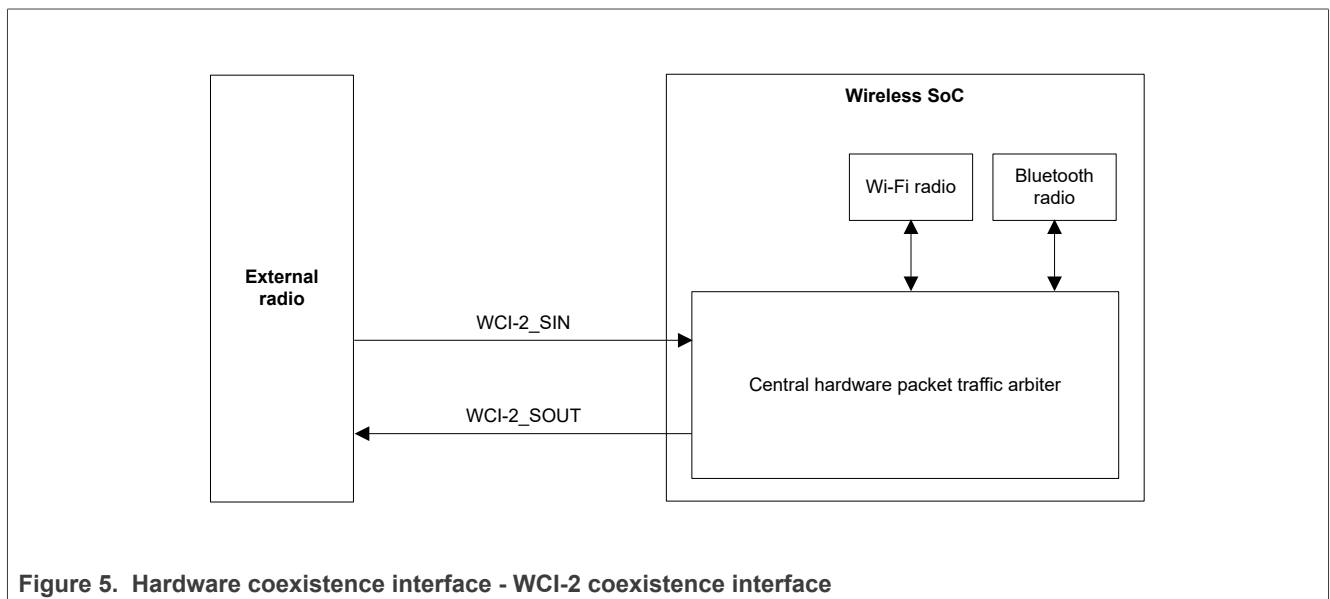 Wireless SoC
Wi-Fi radio
Bluetooth
radio
External
radio
WCI-2_SIN
Central hardware packet traffic arbiter
WCI-2_SOUT
Figure 5. Hardware coexistence interface - WCI-2 coexistence interface